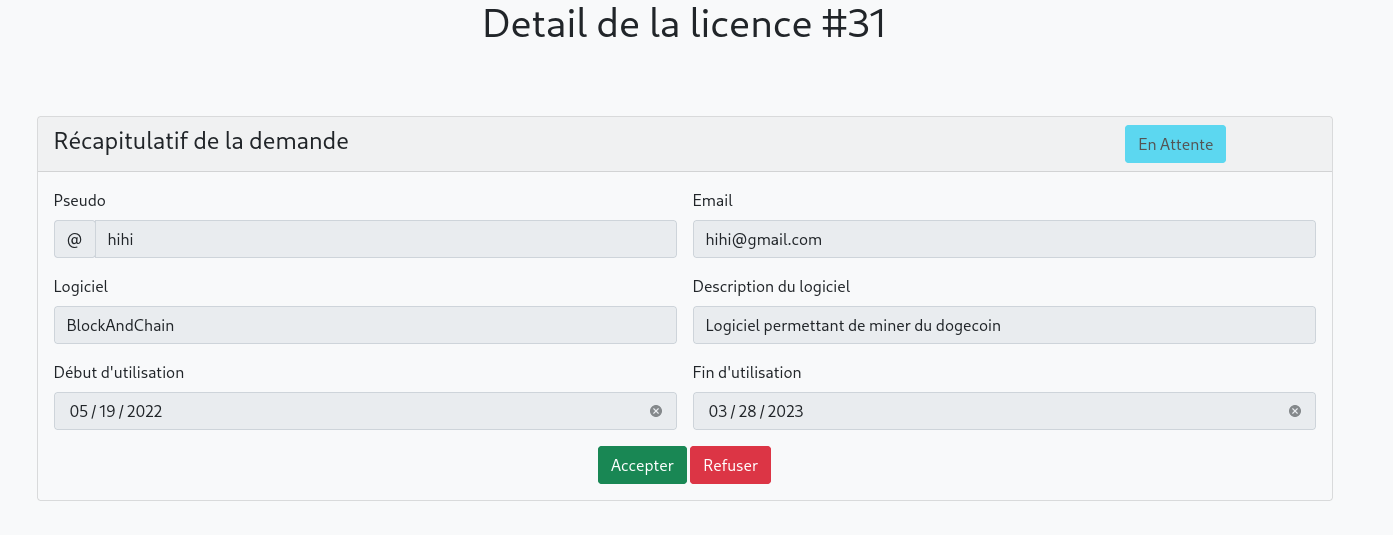 Detail de la licence #31
Récapitulatif de la demande
En Attente
Pseudo
Email
@ hihi
hihi@gmail.com
Logiciel
Description du logiciel
BlockAndChain
Logiciel permettant de miner du dogecoin
Début d'utilisation
Fin d'utilisation
05 / 19 / 2022
03 / 28 / 2023
Accepter
Refuser